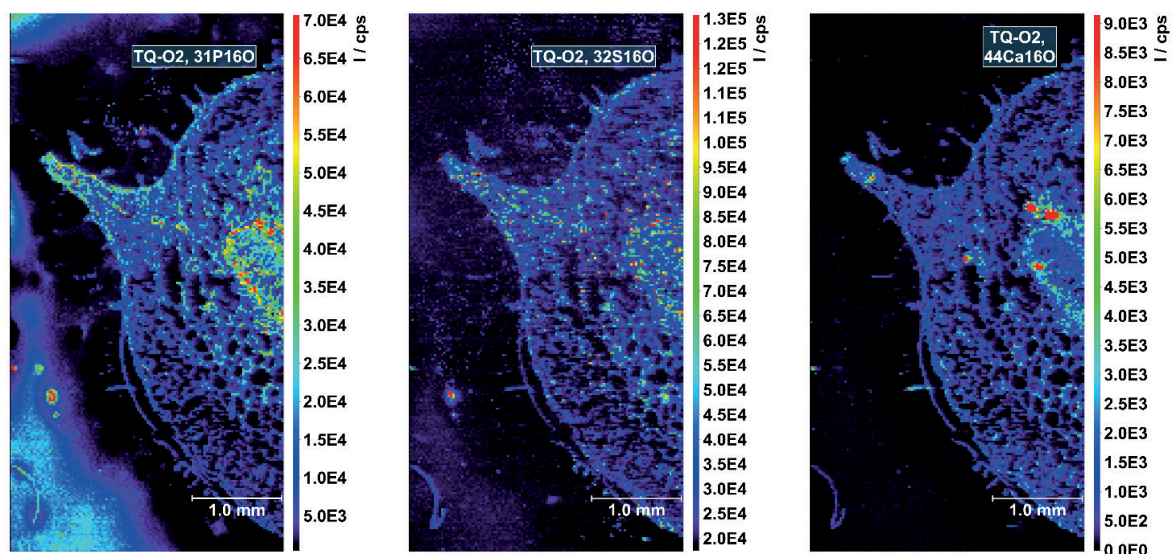 TQ-O2, 31P16O
1.0 mm
7.0E4
6.5E4
6.0E4
5.5E4
5.0E4
4.5E4
4.0E4
3.5E4
3.0E4
2.5E4
2.0E4
1.5E4
1.0E4
5.0E3
I / cps
TQ-O2, 32S16O
1.0 mm
1.3E5
1.2E5
1.2E5
1.1E5
1.1E5
1.0E5
9.5E4
9.0E4
8.5E4
8.0E4
7.5E4
7.0E4
6.5E4
6.0E4
5.5E4
5.0E4
4.5E4
4.0E4
3.5E4
3.0E4
2.5E4
2.0E4
I / cps
TQ-O2,
44Ca16O
1.0 mm
9.0E3
8.5E3
8.0E3
7.5E3
7.0E3
6.5E3
6.0E3
5.5E3
5.0E3
4.5E3
4.0E3
3.5E3
3.0E3
2.5E3
2.0E3
1.5E3
1.0E3
5.0E2
0.0E0
I / cps